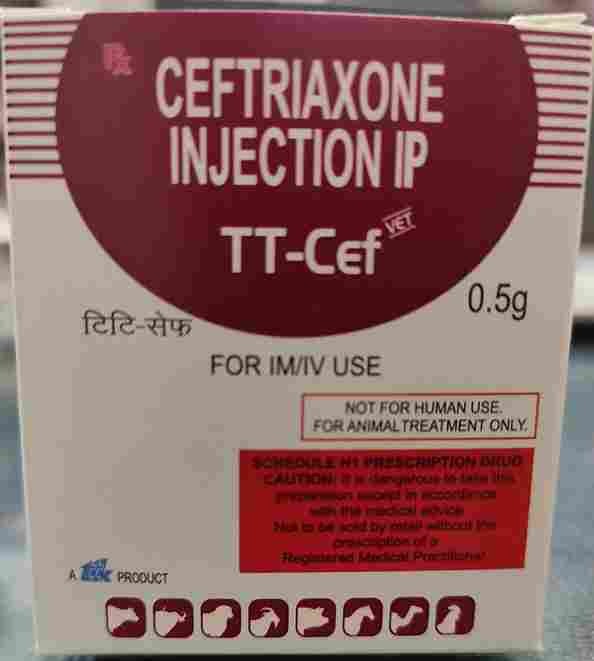 Rx
CEFTRIAXONE
INJECTION IP
TT-Cef VET
0.5g
टिटि-सेफ
FOR IM/IV USE
NOT FOR HUMAN USE.
FOR ANIMAL TREATMENT ONLY.
SCHEDULE H1 PRESCRIPTION DRUG
CAUTION: It is dangerous to take this
preparation except in accordance
with the medical advice
Not to be sold by retail without the
prescription of a
Registered Medical Practitioner
A ttk PRODUCT